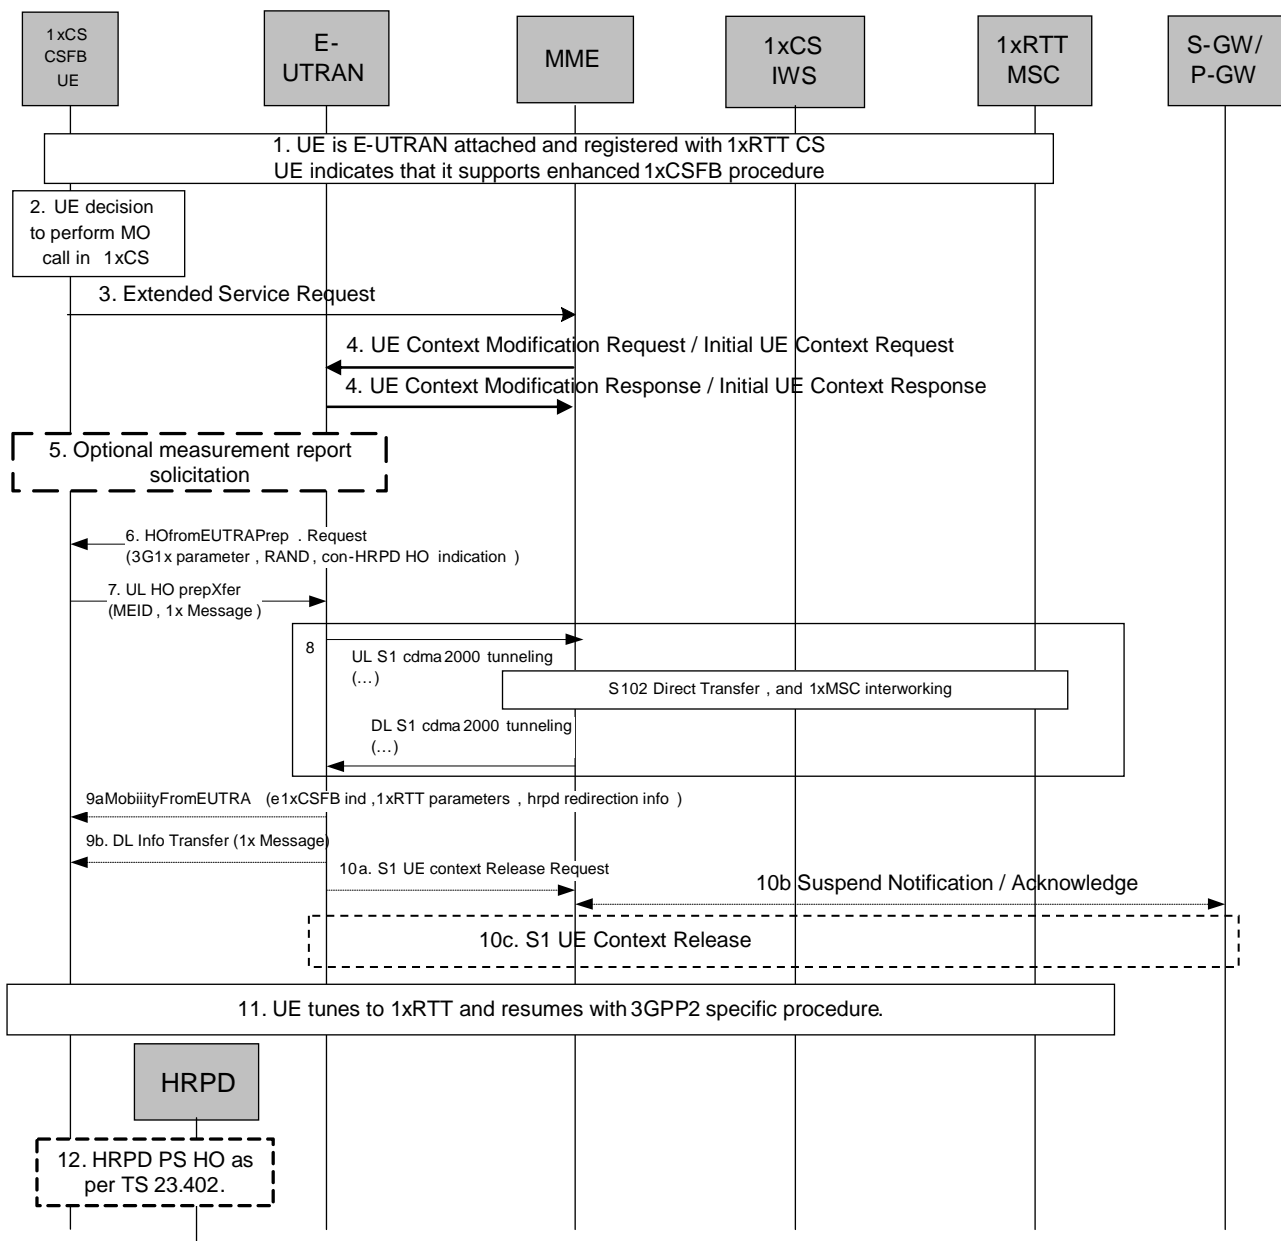 1xCS
CSFB
UE
E-
UTRAN
MME
1xCS
IWS
1xRTT
MSC
S-GW/
P-GW
1. UE is E-UTRAN attached and registered with 1xRTT CS
UE indicates that it supports enhanced 1xCSFB procedure
2. UE decision
to perform MO
call in 1xCS
3. Extended Service Request
4. UE Context Modification Request / Initial UE Context Request
4. UE Context Modification Response / Initial UE Context Response
5. Optional measurement report
solicitation
6. HOfromEUTRAPrep . Request
(3G1x parameter , RAND , con-HRPD HO indication )
7. UL HO prepXfer
(MEID , 1x Message )
8
UL S1 cdma2000 tunneling
(...)
S102 Direct Transfer , and 1xMSC interworking
DL S1 cdma2000 tunneling
(...)
9aMobiiityFromEUTRA (e1xCSFB ind ,1xRTT parameters , hrpd redirection info )
9b. DL Info Transfer (1x Message)
10a. S1 UE context Release Request
10b Suspend Notification / Acknowledge
10c. S1 UE Context Release
11. UE tunes to 1xRTT and resumes with 3GPP2 specific procedure.
HRPD
12. HRPD PS HO as
per TS 23.402.